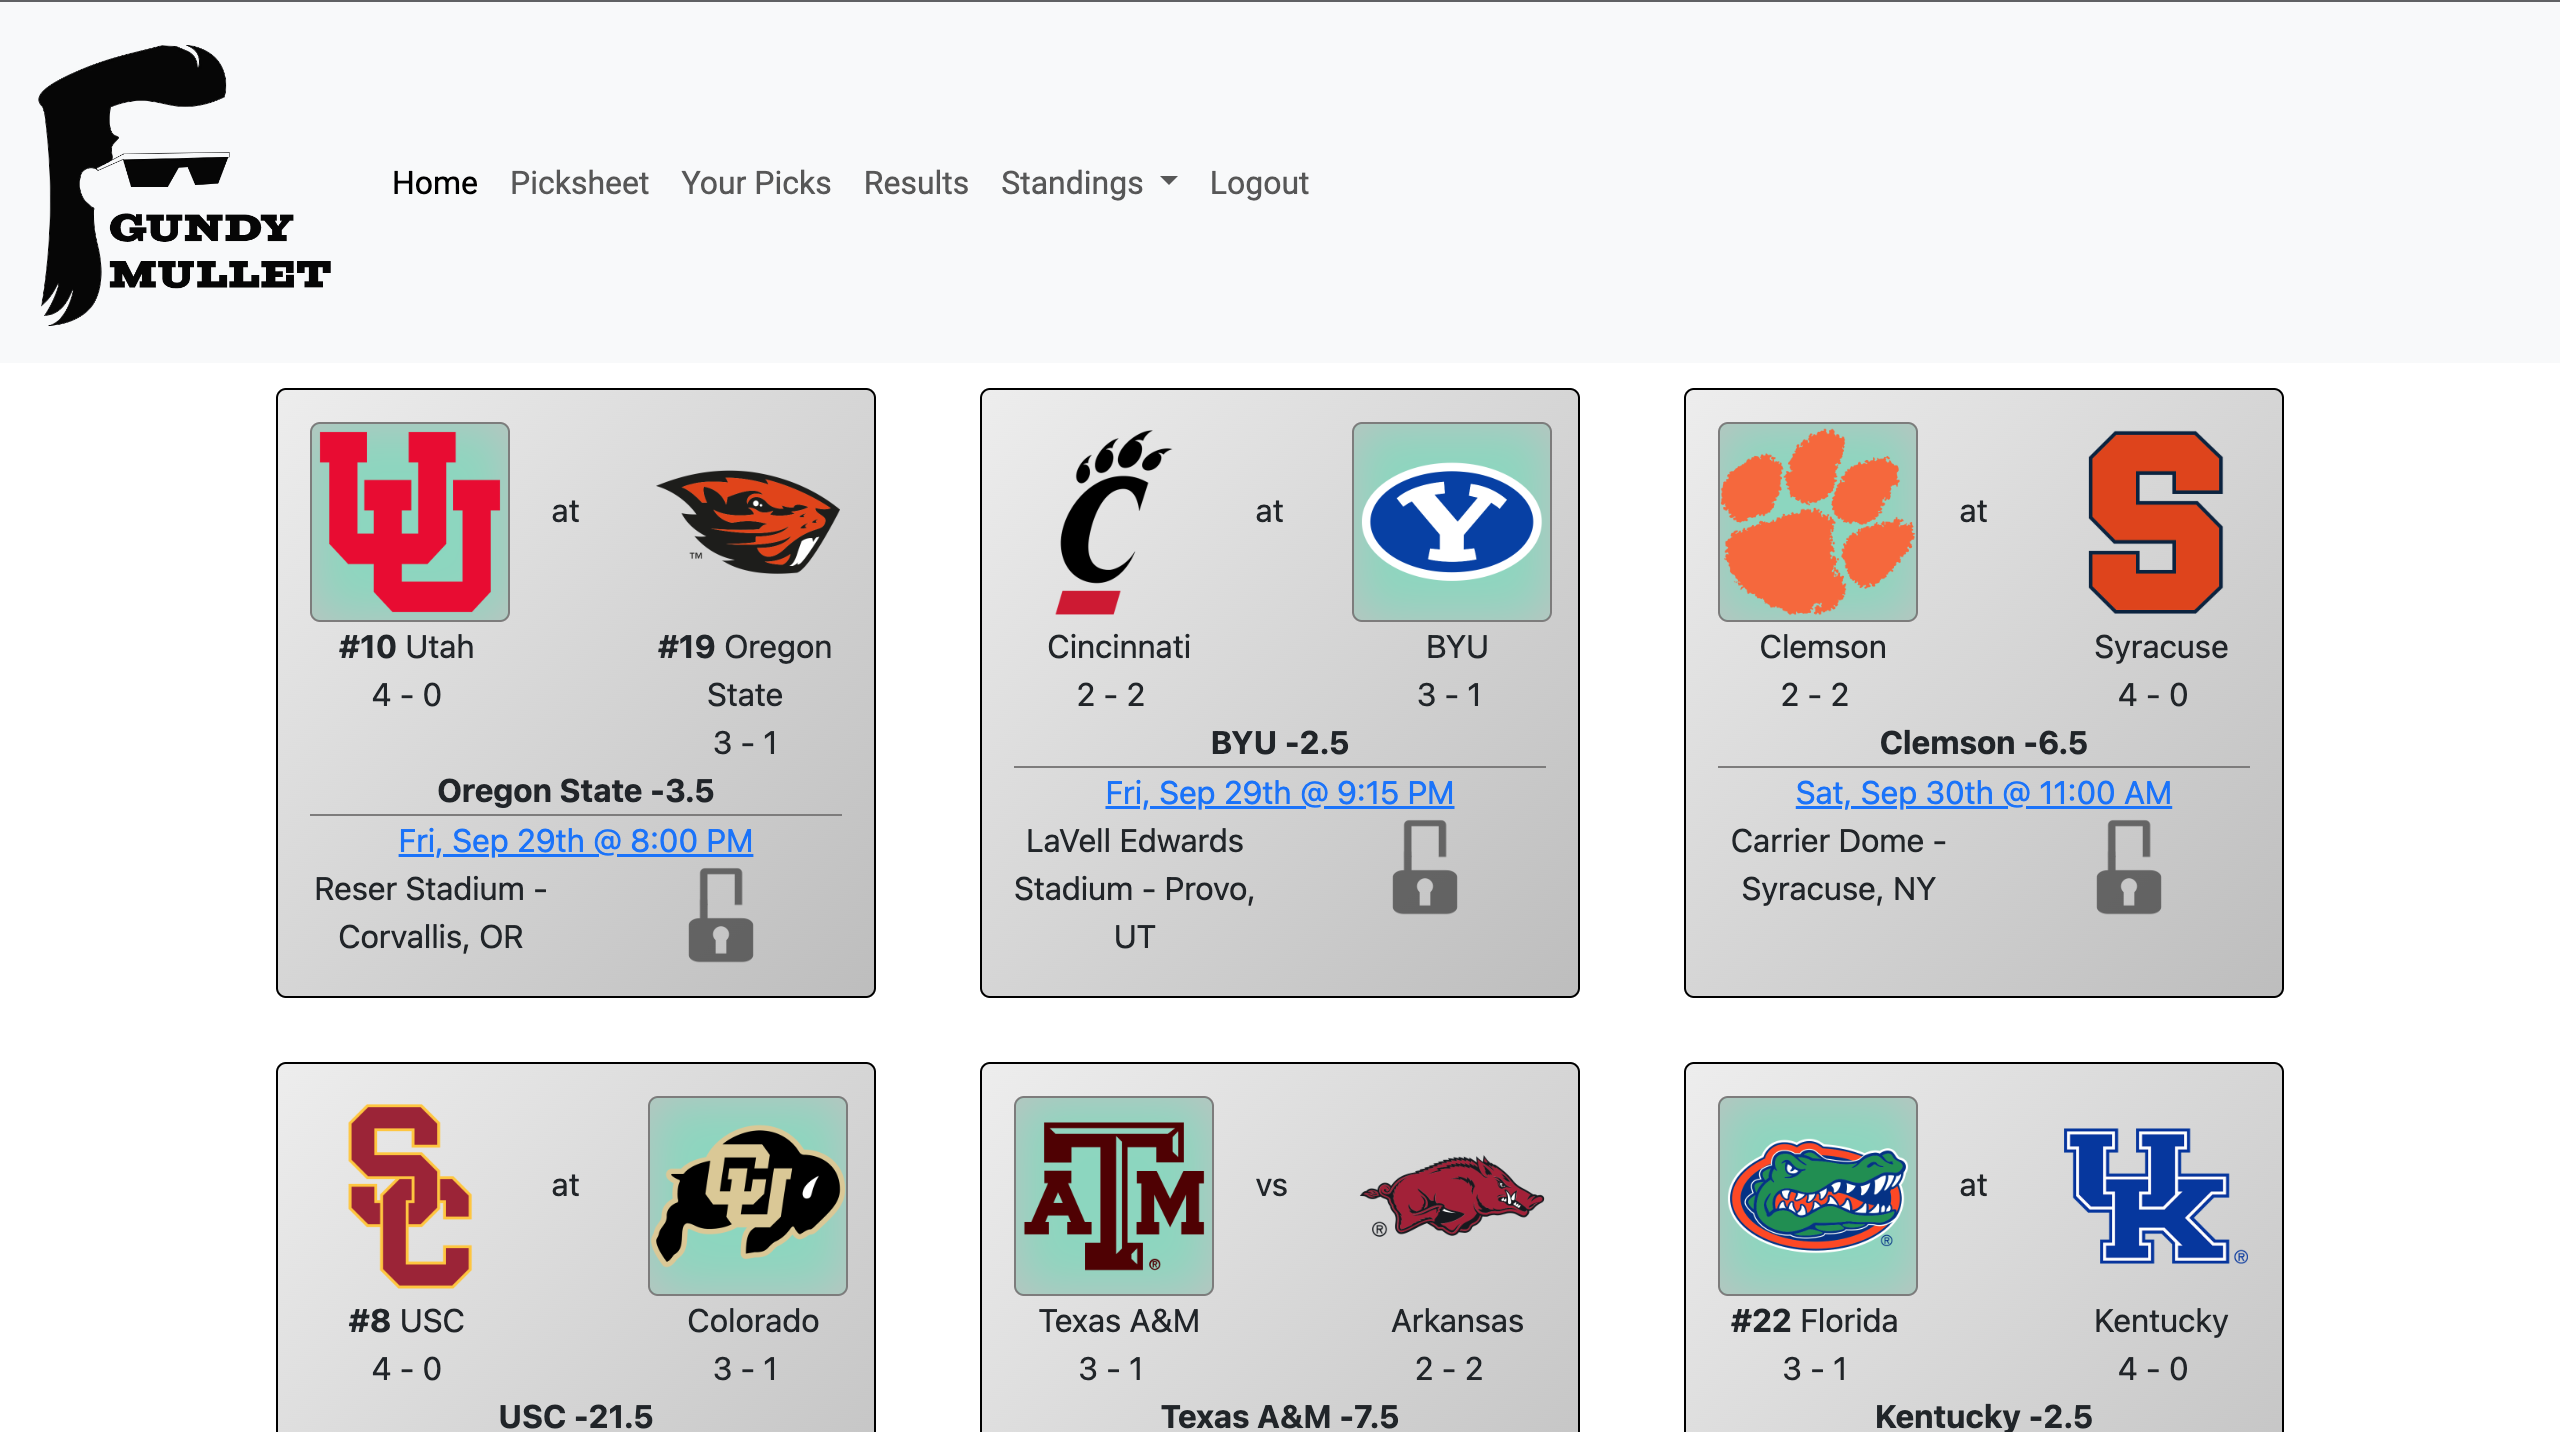 GUNDY
MULLET
Home Picksheet Your Picks Results Standings Logout
at
#10 Utah
4 - 0
#19 Oregon
State
3 - 1
Oregon State -3.5
Fri, Sep 29th @ 8:00 PM
Reser Stadium -
Corvallis, OR
C
at
Y
Cincinnati
2 - 2
BYU
3 - 1
BYU -2.5
Fri, Sep 29th @ 9:15 PM
LaVell Edwards
Stadium - Provo,
UT
at
S
Clemson
2 - 2
Syracuse
4 - 0
Clemson -6.5
Sat, Sep 30th @ 11:00 AM
Carrier Dome -
Syracuse, NY
SC
at
CU
#8 USC
4 - 0
Colorado
3 - 1
USC -21.5
ATM
vs
Texas A&M
3 - 1
Arkansas
2 - 2
Texas A&M -7.5
at
UK
#22 Florida
3 - 1
Kentucky
4 - 0
Kentucky -2.5